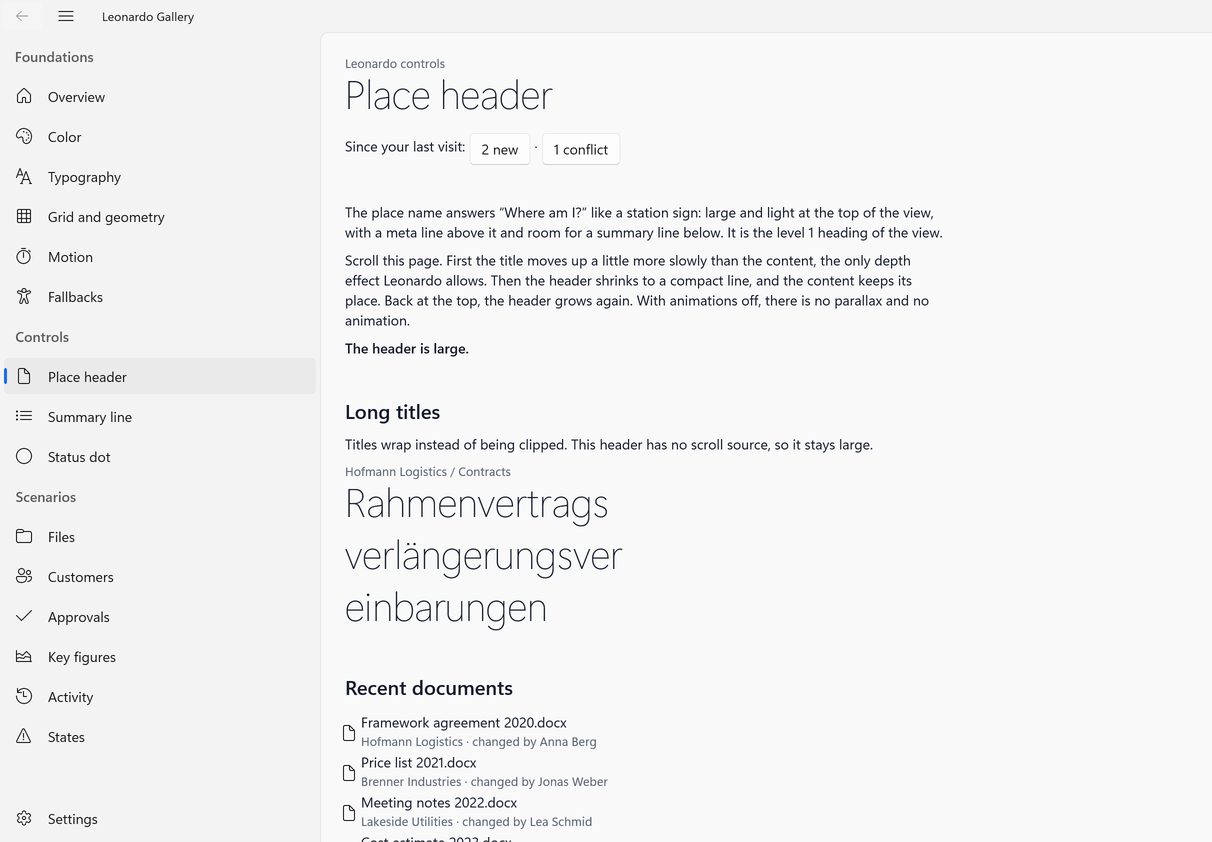 Leonardo Gallery
Foundations
Overview
Color
Typography
Grid and geometry
Motion
Fallbacks
Controls
Place header
Summary line
Status dot
Scenarios
Files
Customers
Approvals
Key figures
Activity
States
Settings
Leonardo controls
Place header
Since your last visit: 2 new · 1 conflict
The place name answers “Where am I?” like a station sign: large and light at the top of the view,
with a meta line above it and room for a summary line below. It is the level 1 heading of the view.
Scroll this page. First the title moves up a little more slowly than the content, the only depth
effect Leonardo allows. Then the header shrinks to a compact line, and the content keeps its
place. Back at the top, the header grows again. With animations off, there is no parallax and no
animation.
The header is large.
Long titles
Titles wrap instead of being clipped. This header has no scroll source, so it stays large.
Hofmann Logistics / Contracts
Rahmenvertrags
verlängerungsver
einbarungen
Recent documents
Framework agreement 2020.docx
Hofmann Logistics · changed by Anna Berg
Price list 2021.docx
Brenner Industries · changed by Jonas Weber
Meeting notes 2022.docx
Lakeside Utilities · changed by Lea Schmid
Cost estimate 2023.docx